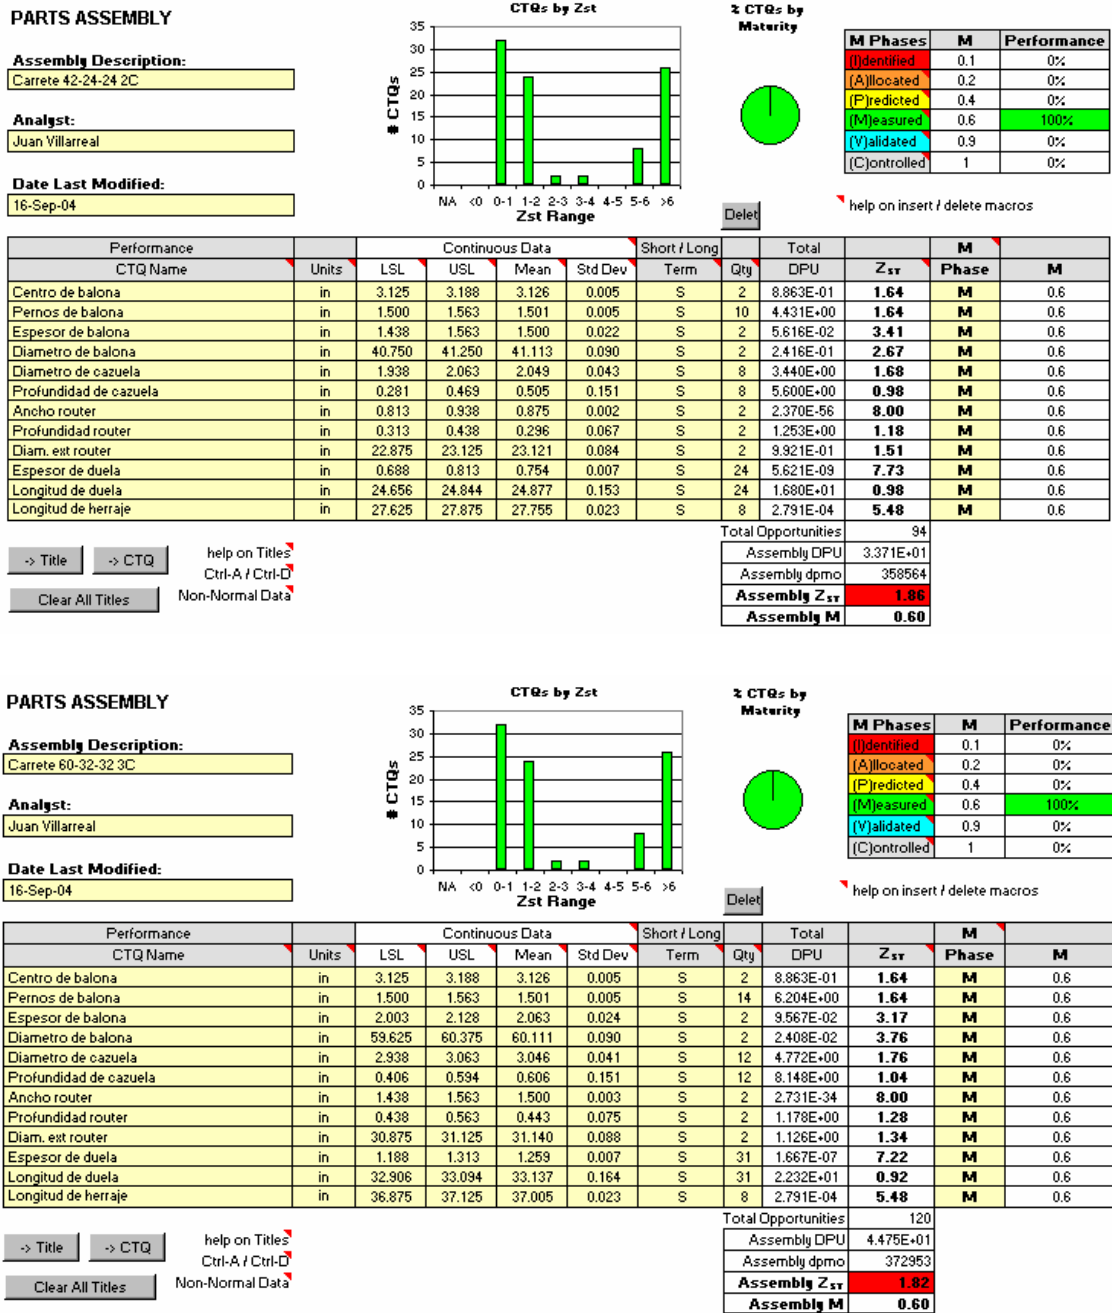 PARTS ASSEMBLY
Assembly Description:
Carrete 42-24-24 2C
Analyst:
Juan Villarreal
Date Last Modified:
16-Sep-04
CTQs by Zst
# CTQs
35
30
25
20
15
10
5
0
NA <0 0-1 1-2 2-3 3-4 4-5 5-6 >6
Zst Range
% CTQs by
Maturity
M Phases M Performance
(I)dentified 0.1 0%
(A)llocated 0.2 0%
(P)redicted 0.4 0%
(M)easured 0.6 100%
(V)alidated 0.9 0%
(C)ontrolled 1 0%
Delet
help on insert / delete macros
Performance Continuous Data Short / Long Total M
CTQ Name Units LSL USL Mean Std Dev Term Qty DPU ZST Phase M
Centro de balona in 3.125 3.188 3.126 0.005 S 2 8.863E-01 1.64 M 0.6
Pernos de balona in 1.500 1.563 1.501 0.005 S 10 4.431E+00 1.64 M 0.6
Espesor de balona in 1.438 1.563 1.500 0.022 S 2 5.616E-02 3.41 M 0.6
Diametro de balona in 40.750 41.250 41.113 0.090 S 2 2.416E-01 2.67 M 0.6
Diametro de cazuela in 1.938 2.063 2.049 0.043 S 8 3.440E+00 1.68 M 0.6
Profundidad de cazuela in 0.281 0.469 0.505 0.151 S 8 5.600E+00 0.98 M 0.6
Ancho router in 0.813 0.938 0.875 0.002 S 2 2.370E-56 8.00 M 0.6
Profundidad router in 0.313 0.438 0.296 0.067 S 2 1.253E+00 1.18 M 0.6
Diam. ext router in 22.875 23.125 23.121 0.084 S 2 9.921E-01 1.51 M 0.6
Espesor de duela in 0.688 0.813 0.754 0.007 S 24 5.621E-09 7.73 M 0.6
Longitud de duela in 24.656 24.844 24.877 0.153 S 24 1.680E+01 0.98 M 0.6
Longitud de herraje in 27.625 27.875 27.755 0.023 S 8 2.791E-04 5.48 M 0.6
Total Opportunities 94
Assembly DPU 3.371E+01
Assembly dpmo 358564
Assembly ZST 1.86
Assembly M 0.60
-> Title -> CTQ help on Titles
Ctrl-A / Ctrl-D
Clear All Titles Non-Normal Data
PARTS ASSEMBLY
Assembly Description:
Carrete 60-32-32 3C
Analyst:
Juan Villarreal
Date Last Modified:
16-Sep-04
CTQs by Zst
# CTQs
35
30
25
20
15
10
5
0
NA <0 0-1 1-2 2-3 3-4 4-5 5-6 >6
Zst Range
% CTQs by
Maturity
M Phases M Performance
(I)dentified 0.1 0%
(A)llocated 0.2 0%
(P)redicted 0.4 0%
(M)easured 0.6 100%
(V)alidated 0.9 0%
(C)ontrolled 1 0%
Delet
help on insert / delete macros
Performance Continuous Data Short / Long Total M
CTQ Name Units LSL USL Mean Std Dev Term Qty DPU ZST Phase M
Centro de balona in 3.125 3.188 3.126 0.005 S 2 8.863E-01 1.64 M 0.6
Pernos de balona in 1.500 1.563 1.501 0.005 S 14 6.204E+00 1.64 M 0.6
Espesor de balona in 2.003 2.128 2.063 0.024 S 2 9.567E-02 3.17 M 0.6
Diametro de balona in 59.625 60.375 60.111 0.090 S 2 2.408E-02 3.76 M 0.6
Diametro de cazuela in 2.938 3.063 3.046 0.041 S 12 4.772E+00 1.76 M 0.6
Profundidad de cazuela in 0.406 0.594 0.606 0.151 S 12 8.148E+00 1.04 M 0.6
Ancho router in 1.438 1.563 1.500 0.003 S 2 2.731E-34 8.00 M 0.6
Profundidad router in 0.438 0.563 0.443 0.075 S 2 1.178E+00 1.28 M 0.6
Diam. ext router in 30.875 31.125 31.140 0.088 S 2 1.126E+00 1.34 M 0.6
Espesor de duela in 1.188 1.313 1.259 0.007 S 31 1.667E-07 7.22 M 0.6
Longitud de duela in 32.906 33.094 33.137 0.164 S 31 2.232E+01 0.92 M 0.6
Longitud de herraje in 36.875 37.125 37.005 0.023 S 8 2.791E-04 5.48 M 0.6
Total Opportunities 120
Assembly DPU 4.475E+01
Assembly dpmo 372953
Assembly ZST 1.82
Assembly M 0.60
-> Title -> CTQ help on Titles
Ctrl-A / Ctrl-D
Clear All Titles Non-Normal Data